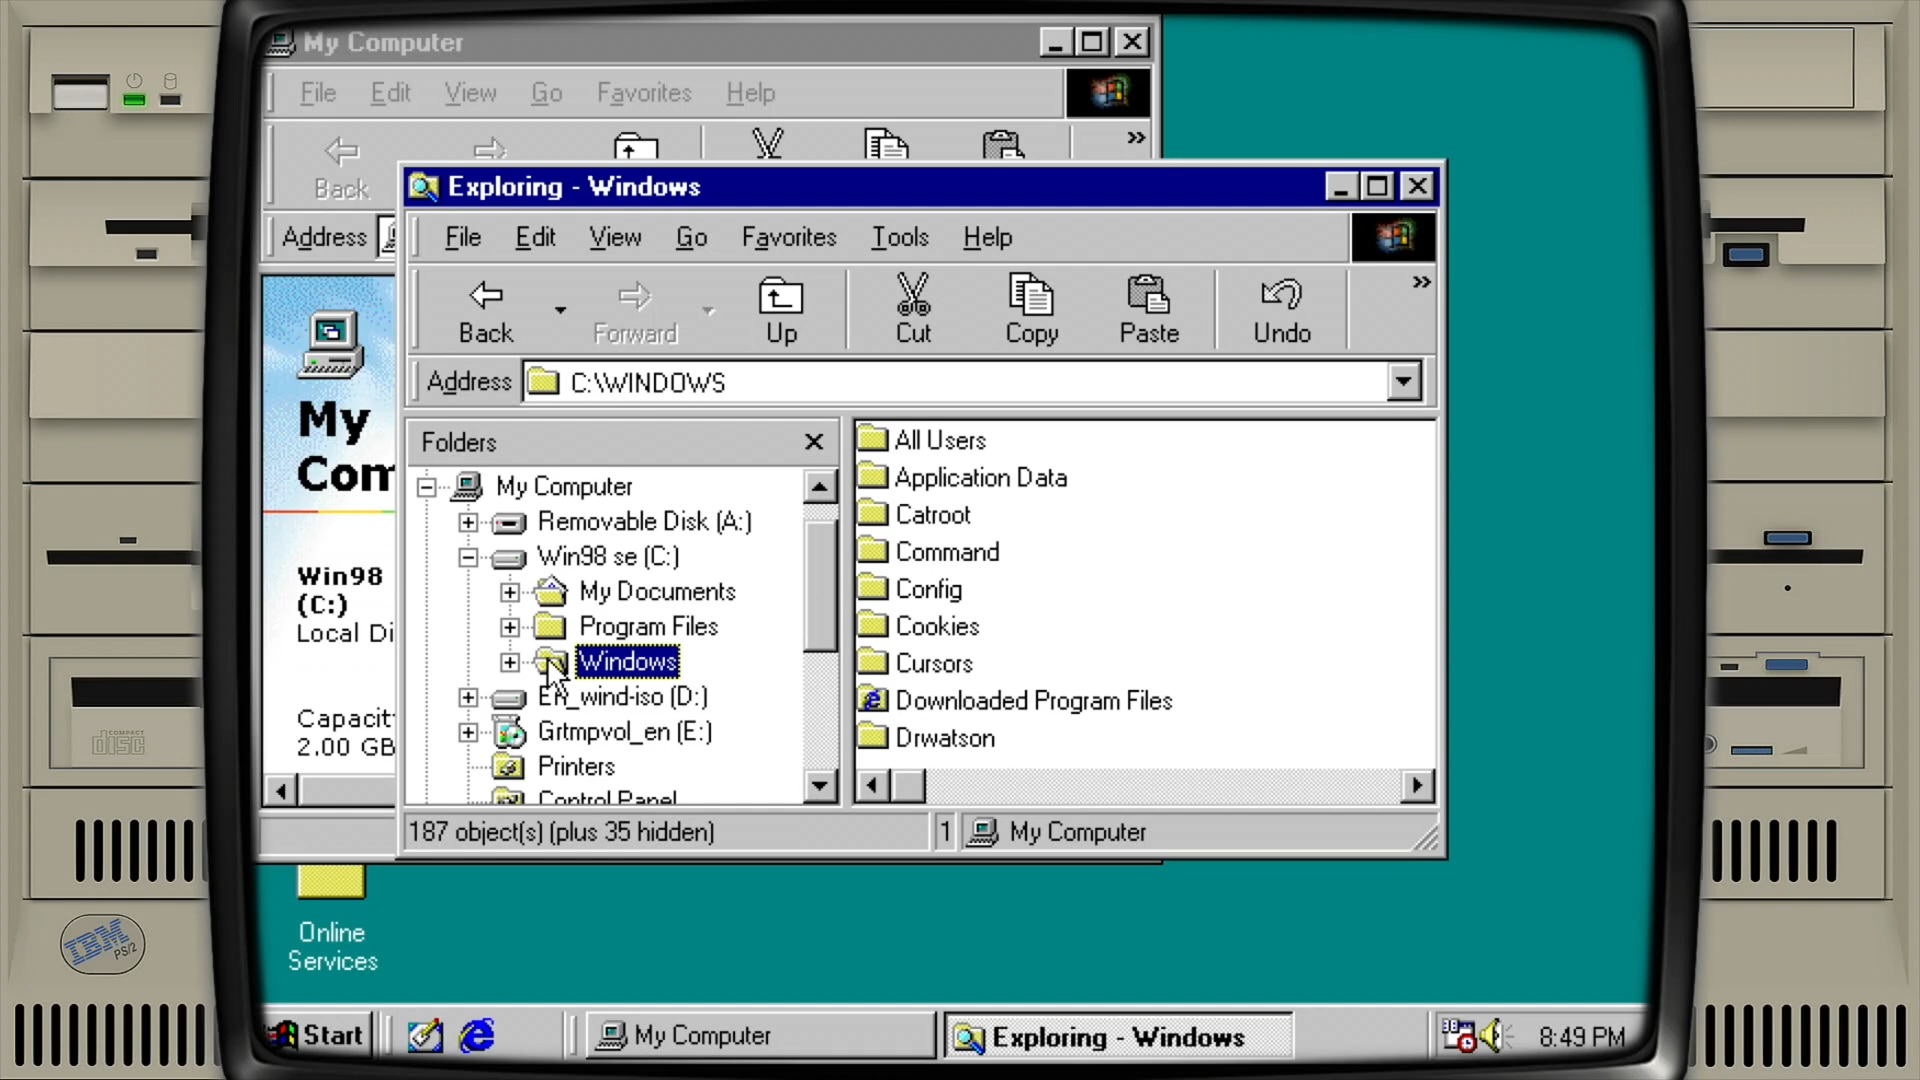 My Computer
File Edit View Go Favorites Help
Back
Address
My
Com
Win98
(C:)
Local Di
Capacit
2.00 GB
Exploring - Windows
File Edit View Go Favorites Tools Help
Back Forward Up Cut Copy Paste Undo
Address C:\WINDOWS
Folders
My Computer
Removable Disk (A:)
Win98 se (C:)
My Documents
Program Files
Windows
En_wind-iso (D:)
Grtmpvol_en (E:)
Printers
Control Panel
All Users
Application Data
Catroot
Command
Config
Cookies
Cursors
Downloaded Program Files
Drwatson
187 object(s) (plus 35 hidden) 1 My Computer
Online
Services
Start My Computer Exploring - Windows 8:49 PM
COMPACT
disc
IBM
PS/2